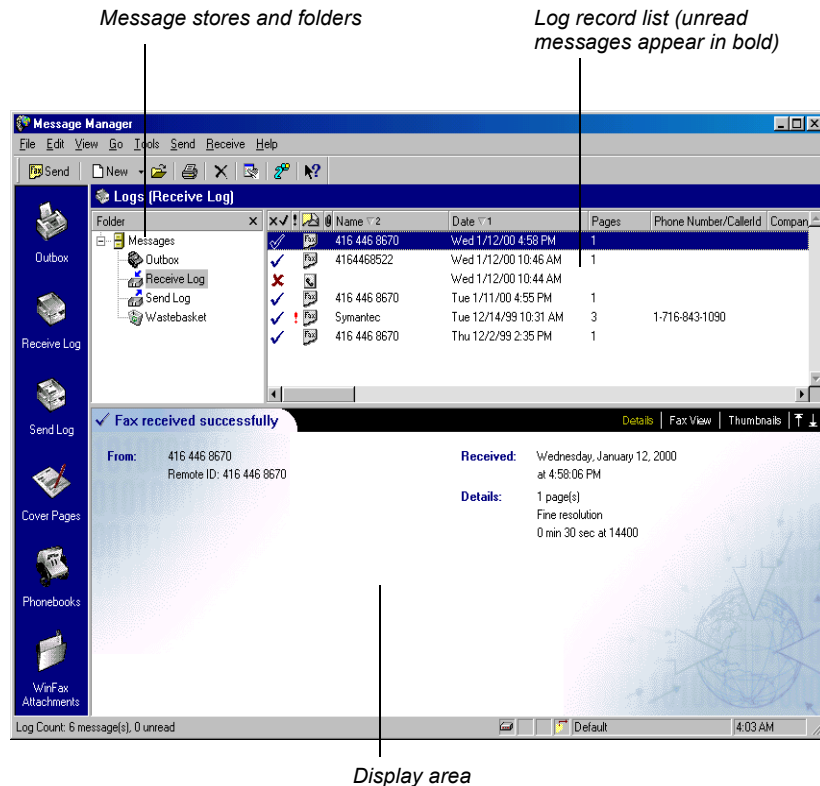 Message stores and folders
Log record list (unread
messages appear in bold)
Message Manager
File Edit View Go Tools Send Receive Help
Fax Send New
Logs (Receive Log)
Folder
Name 2 Date 1 Pages Phone Number/CallerId Compan
Messages
Outbox
Receive Log
Send Log
Wastebasket
Fax 416 446 8670 Wed 1/12/00 4:58 PM 1
Fax 4164468522 Wed 1/12/00 10:46 AM 1
Wed 1/12/00 10:44 AM
Fax 416 446 8670 Tue 1/11/00 4:55 PM 1
! Fax Symantec Tue 12/14/99 10:31 AM 3 1-716-843-1090
Fax 416 446 8670 Thu 12/2/99 2:35 PM 1
Outbox
Receive Log
Send Log
Cover Pages
Phonebooks
WinFax
Attachments
Fax received successfully
Details Fax View Thumbnails
From: 416 446 8670
Remote ID: 416 446 8670
Received: Wednesday, January 12, 2000
at 4:58:06 PM
Details: 1 page(s)
Fine resolution
0 min 30 sec at 14400
Log Count: 6 message(s), 0 unread
Default
4:03 AM
Display area